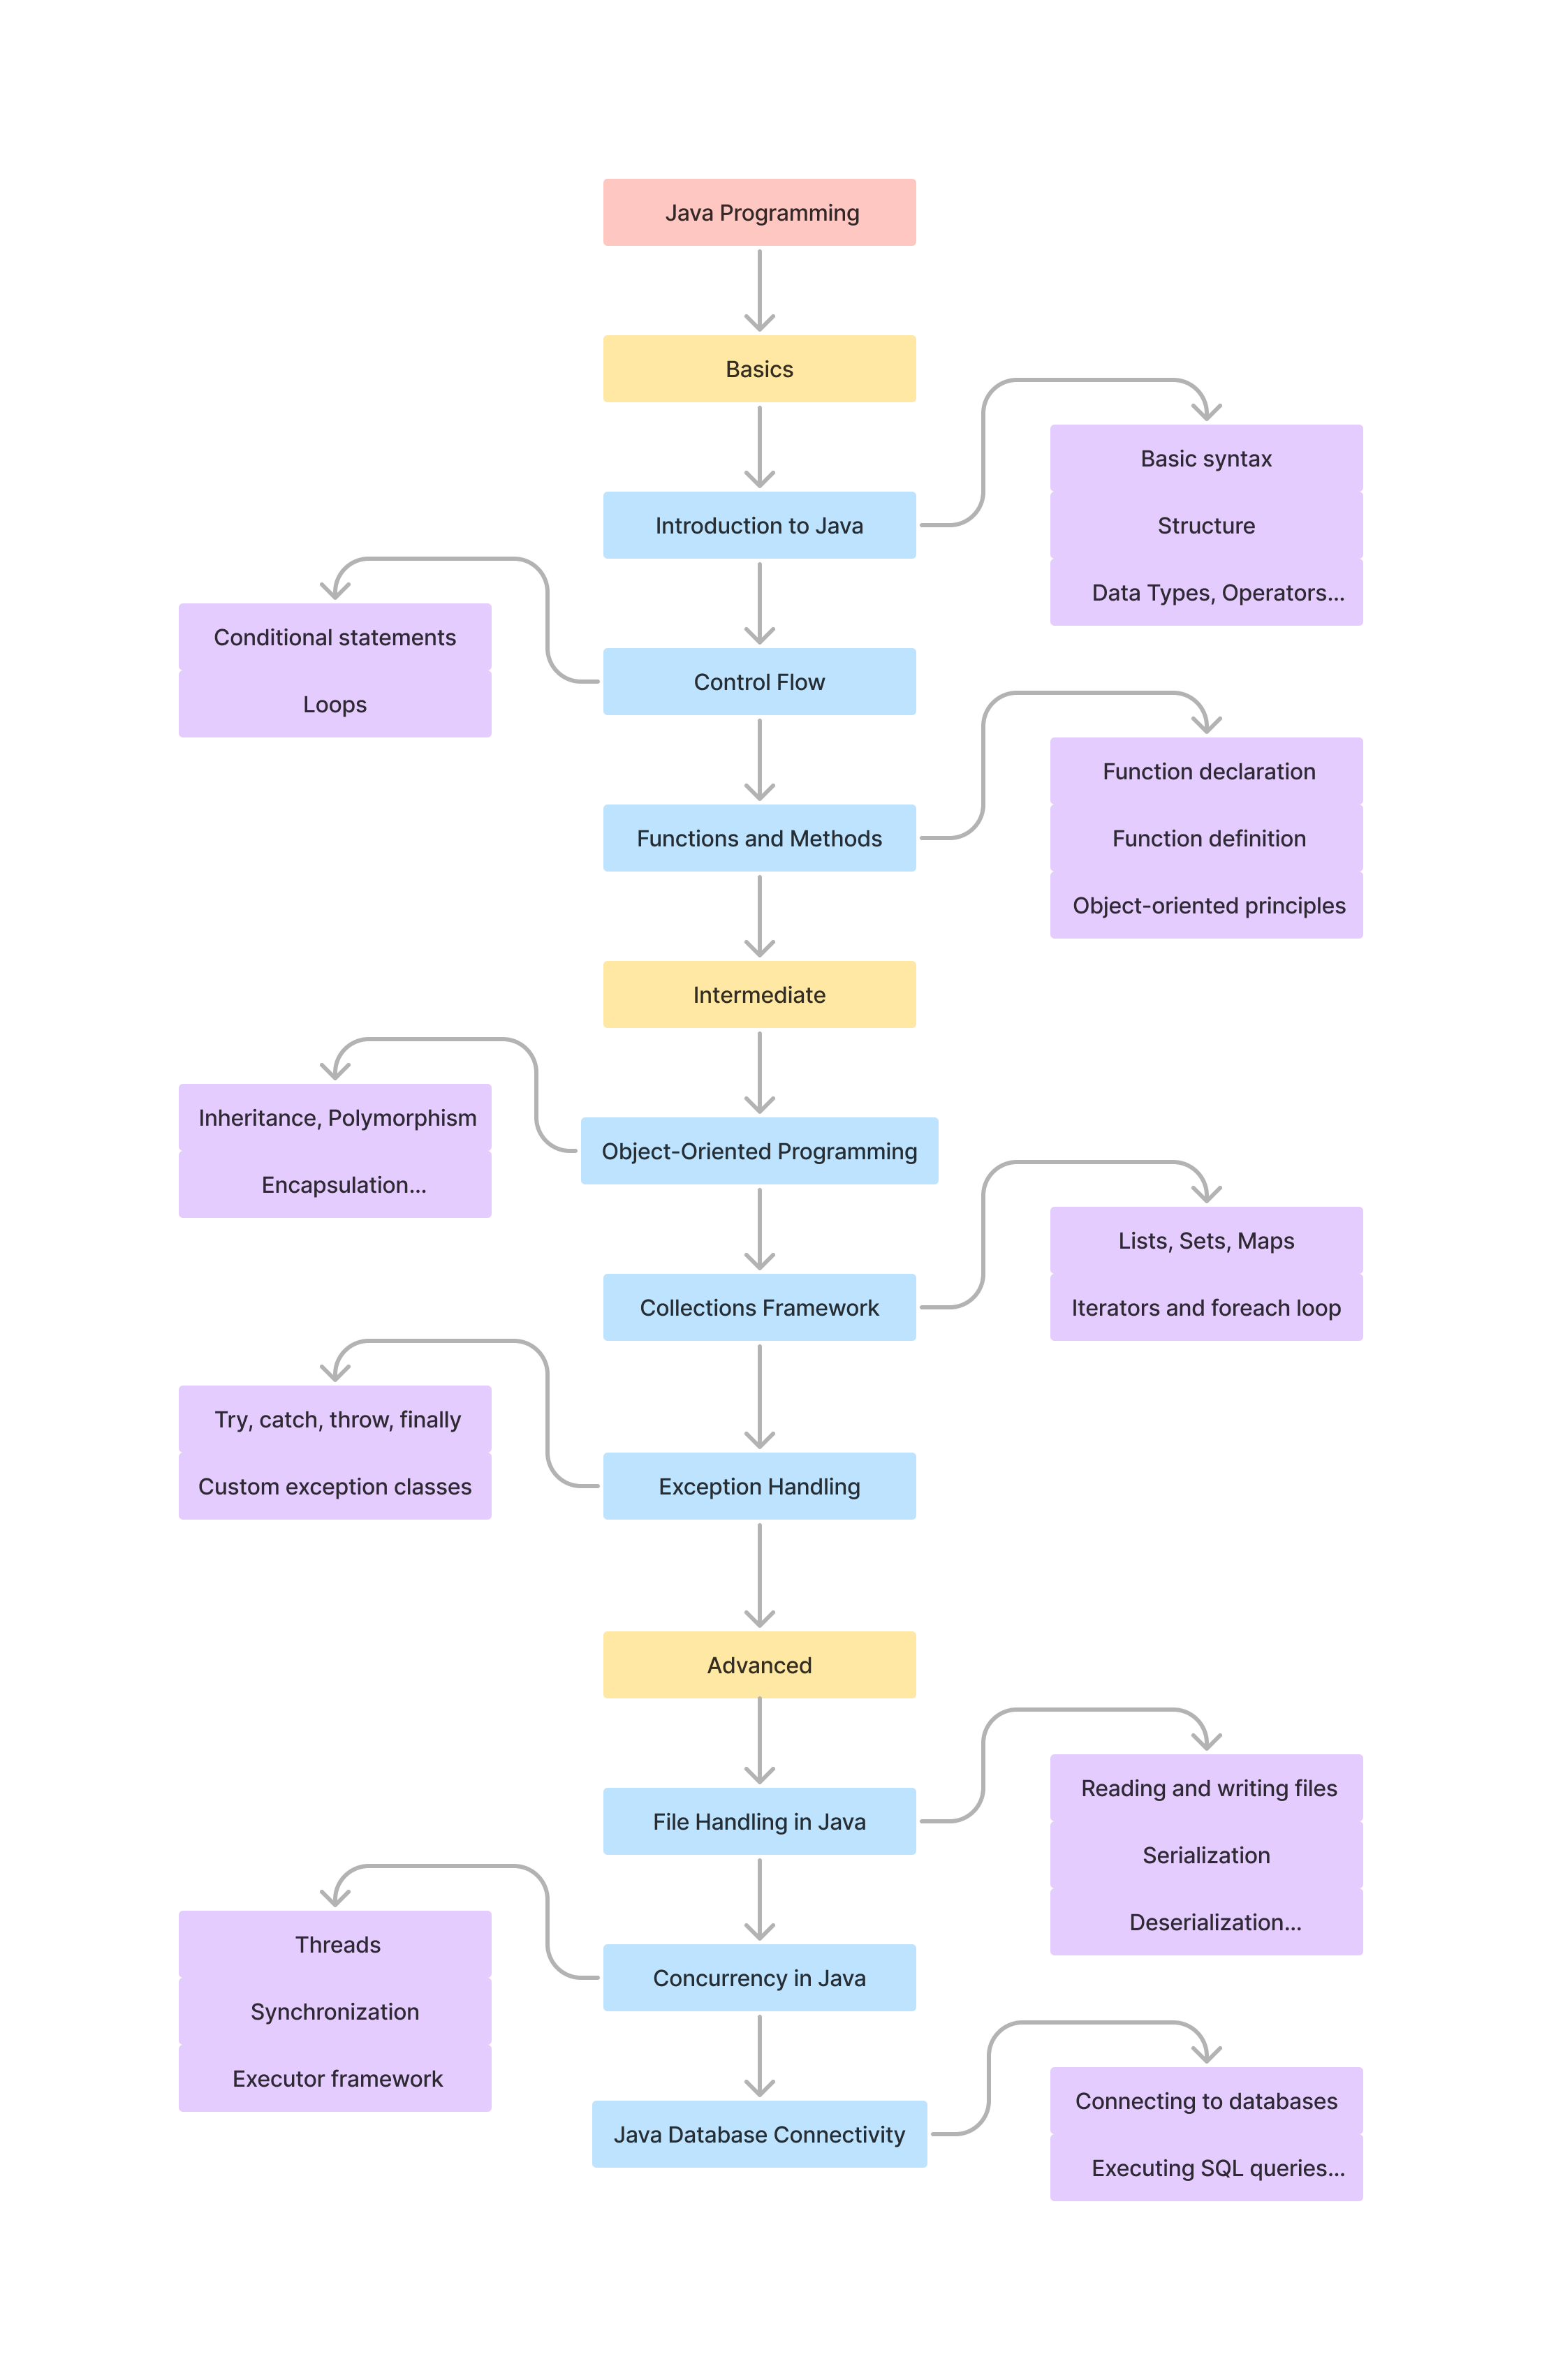 Java Programming
Basics
Introduction to Java
Basic syntax
Structure
Data Types, Operators...
Control Flow
Conditional statements
Loops
Functions and Methods
Function declaration
Function definition
Object-oriented principles
Intermediate
Object-Oriented Programming
Inheritance, Polymorphism
Encapsulation...
Collections Framework
Lists, Sets, Maps
Iterators and foreach loop
Exception Handling
Try, catch, throw, finally
Custom exception classes
Advanced
File Handling in Java
Reading and writing files
Serialization
Deserialization...
Concurrency in Java
Threads
Synchronization
Executor framework
Java Database Connectivity
Connecting to databases
Executing SQL queries...